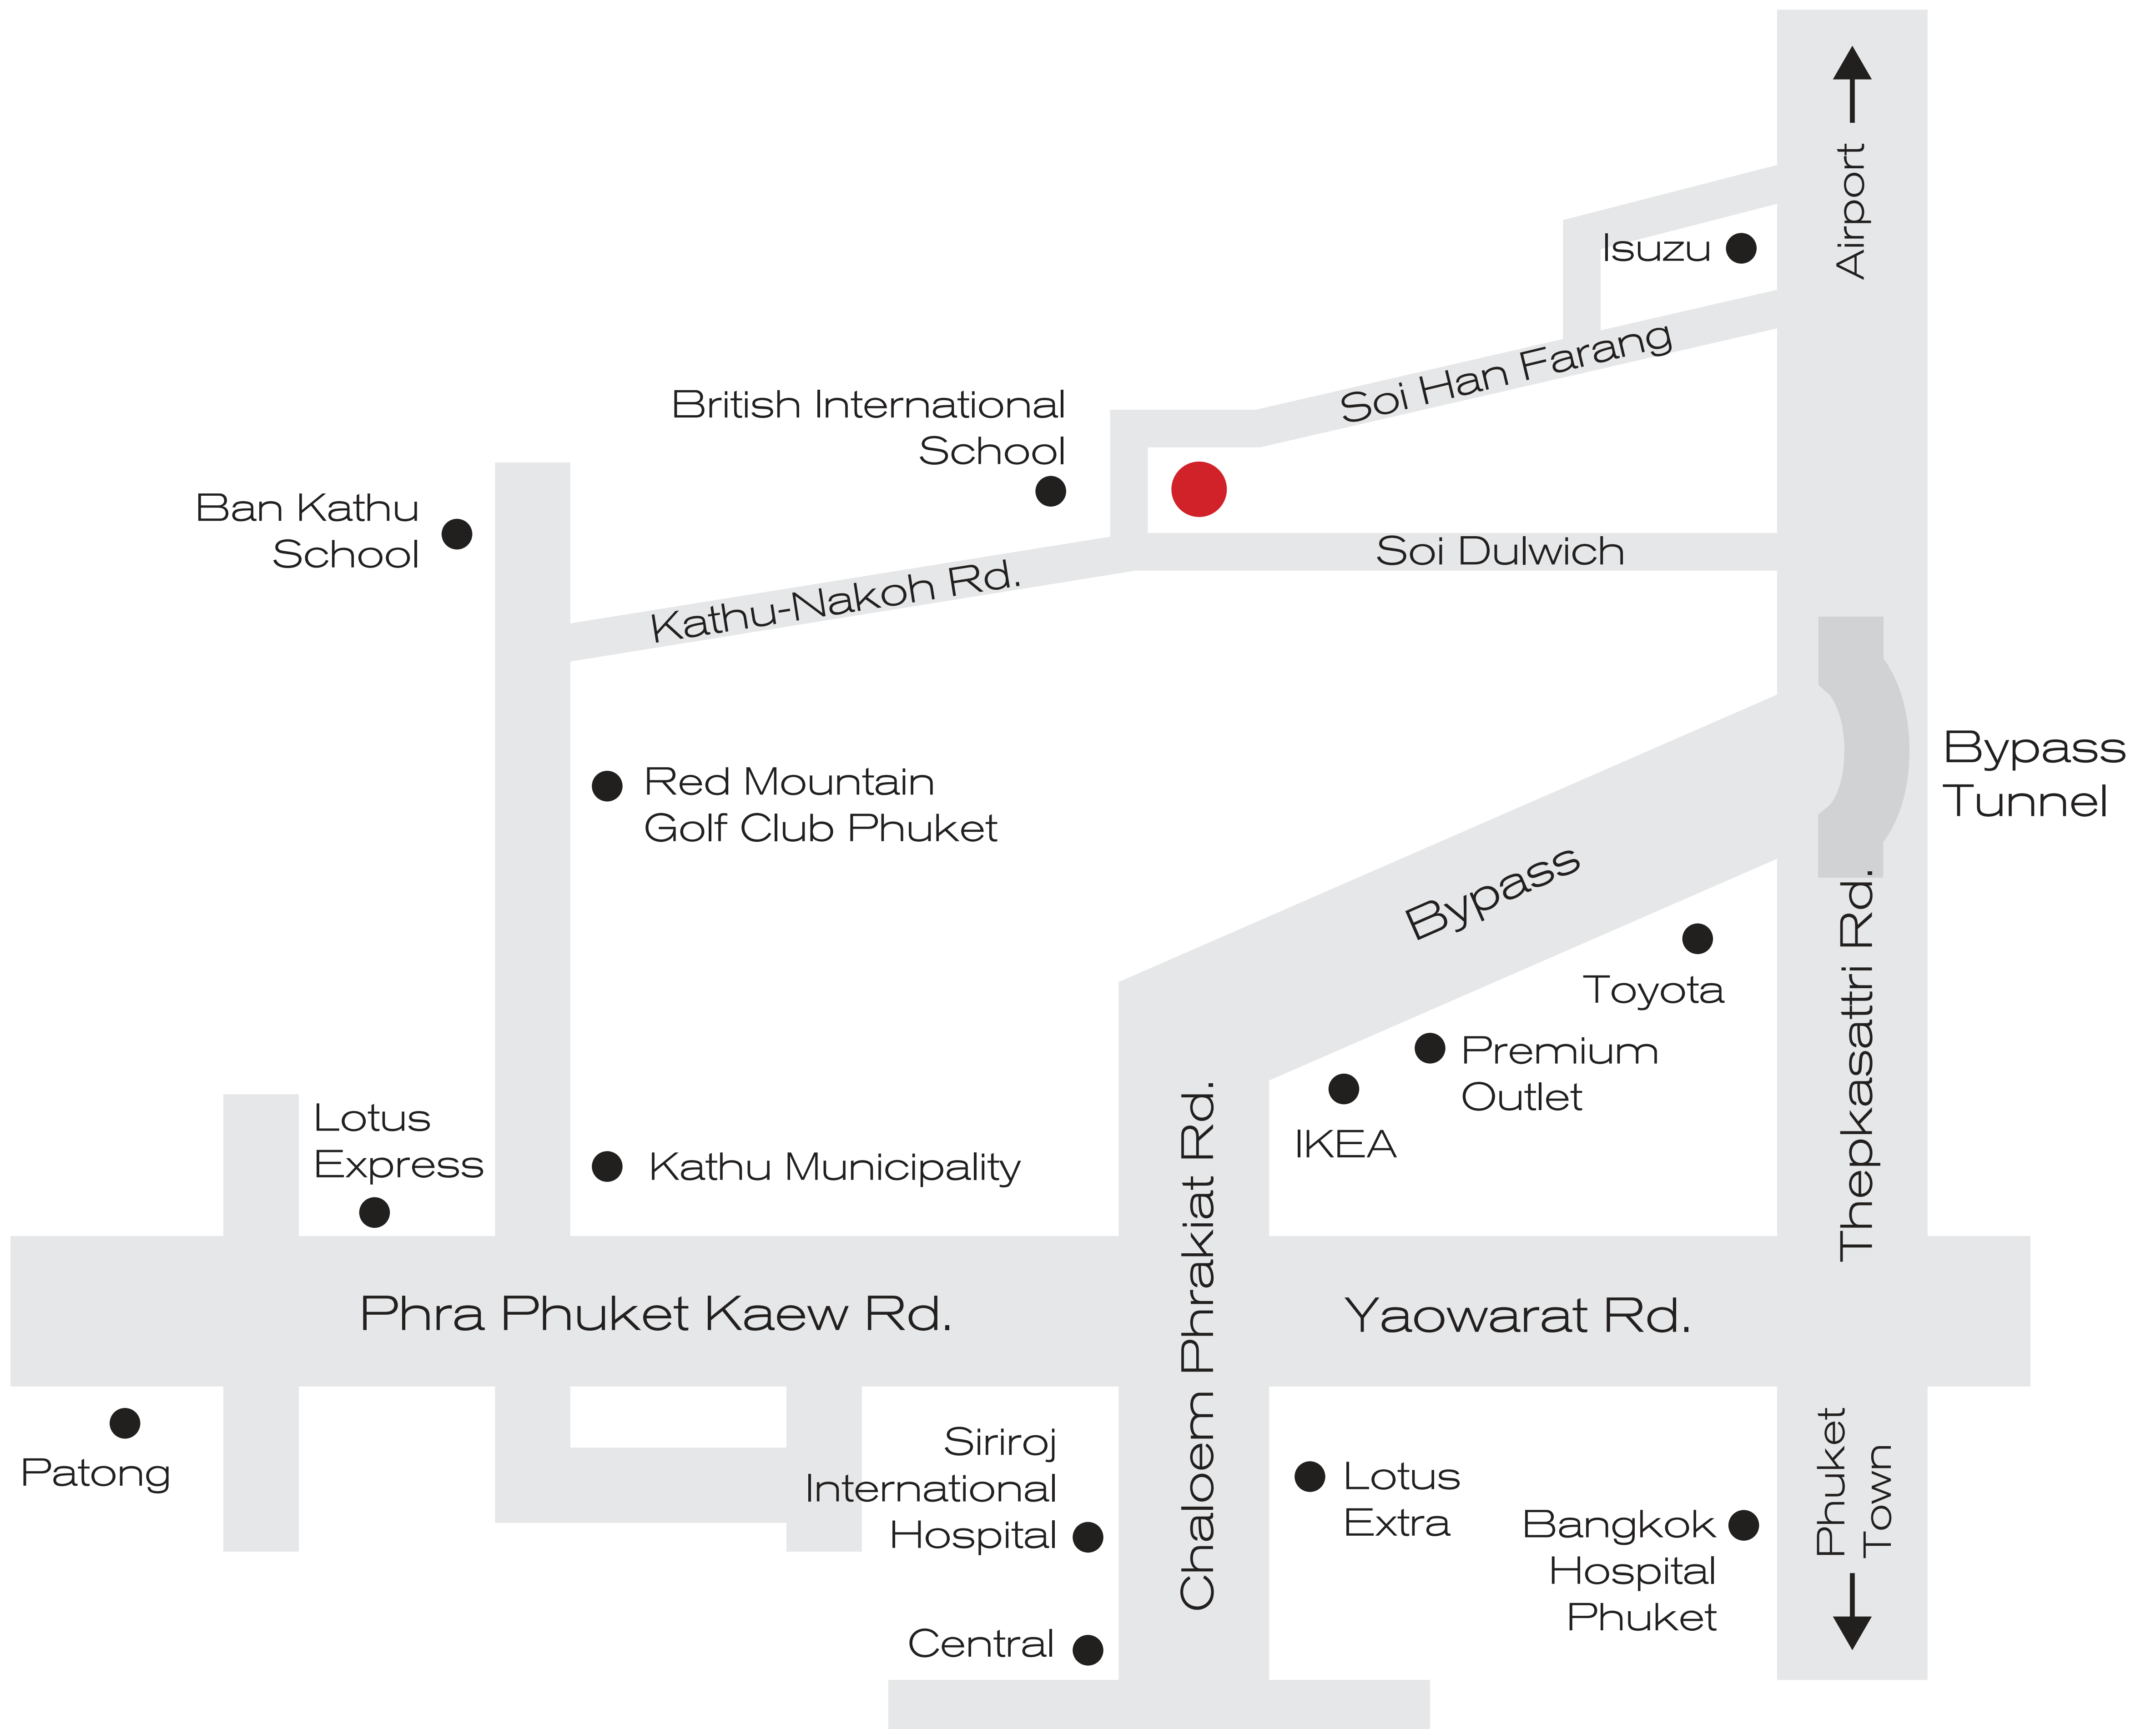 Airport
Isuzu
Soi Han Farang
British International
School
Ban Kathu
School
Soi Dulwich
Kathu-Nakoh Rd.
Bypass
Tunnel
Red Mountain
Golf Club Phuket
Bypass
Toyota
Premium
Outlet
IKEA
Thepkasattri Rd.
Lotus
Express
Kathu Municipality
Chaloem Phrakiat Rd.
Phra Phuket Kaew Rd.
Yaowarat Rd.
Patong
Siriroj
International
Hospital
Lotus
Extra
Bangkok
Hospital
Phuket
Phuket
Town
Central